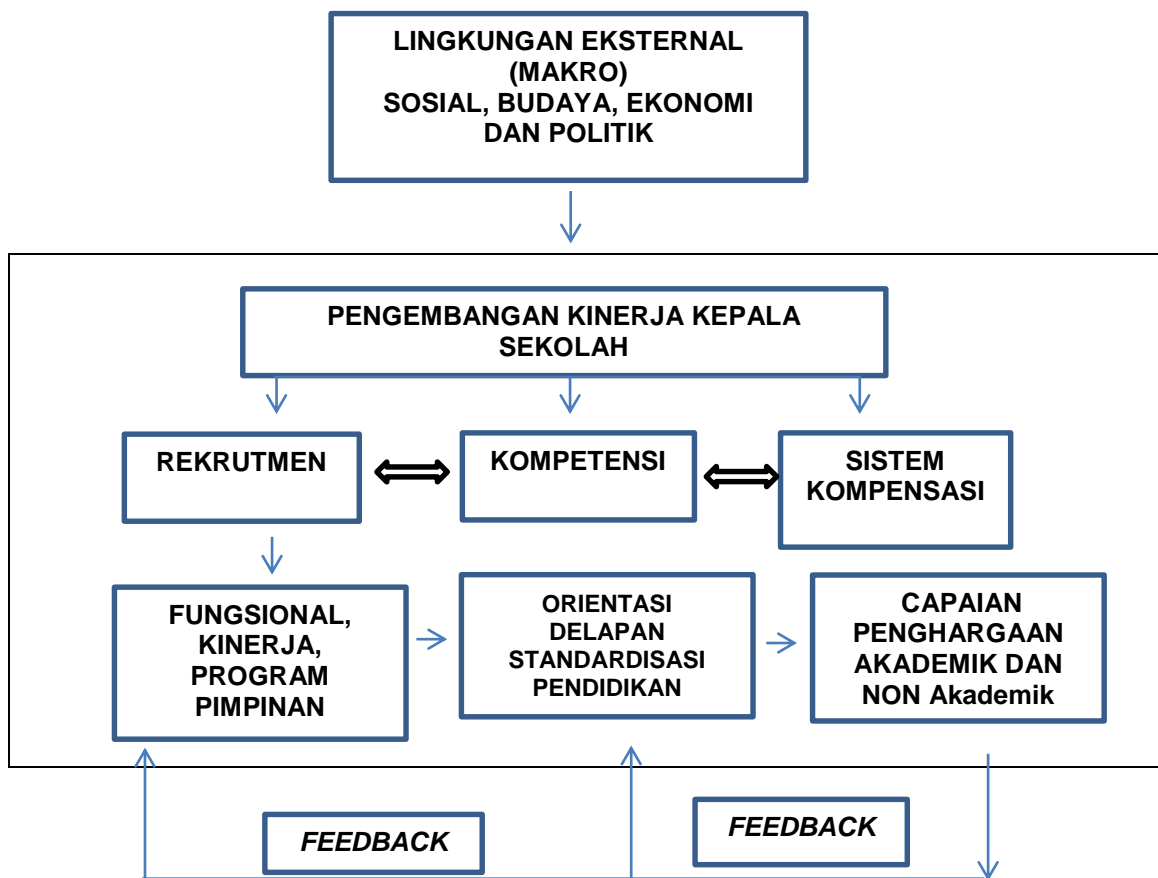 LINGKUNGAN EKSTERNAL
(MAKRO)
SOSIAL, BUDAYA, EKONOMI
DAN POLITIK
PENGEMBANGAN KINERJA KEPALA
SEKOLAH
REKRUTMEN
KOMPETENSI
SISTEM
KOMPENSASI
FUNGSIONAL,
KINERJA,
PROGRAM
PIMPINAN
ORIENTASI
DELAPAN
STANDARDISASI
PENDIDIKAN
CAPAIAN
PENGHARGAAN
AKADEMIK DAN
NON Akademik
FEEDBACK
FEEDBACK